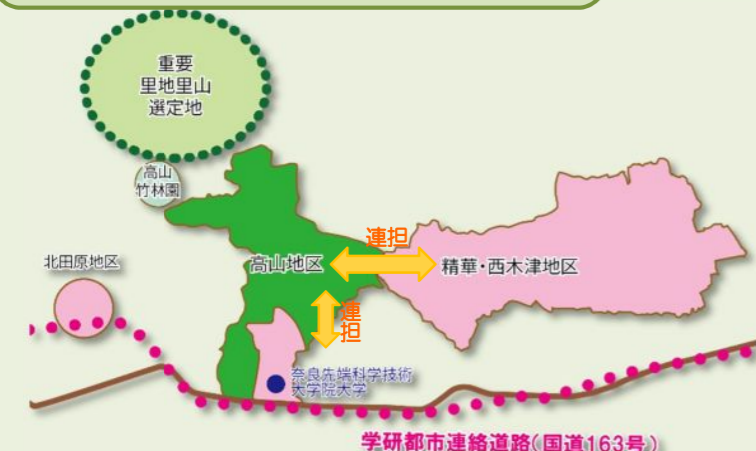 重要
里地里山
選定地
高山
竹林園
連担
北田原地区
高山地区
精華・西木津地区
連
担
奈良先端科学技術
大学院大学
学研都市連絡道路(国道163号)